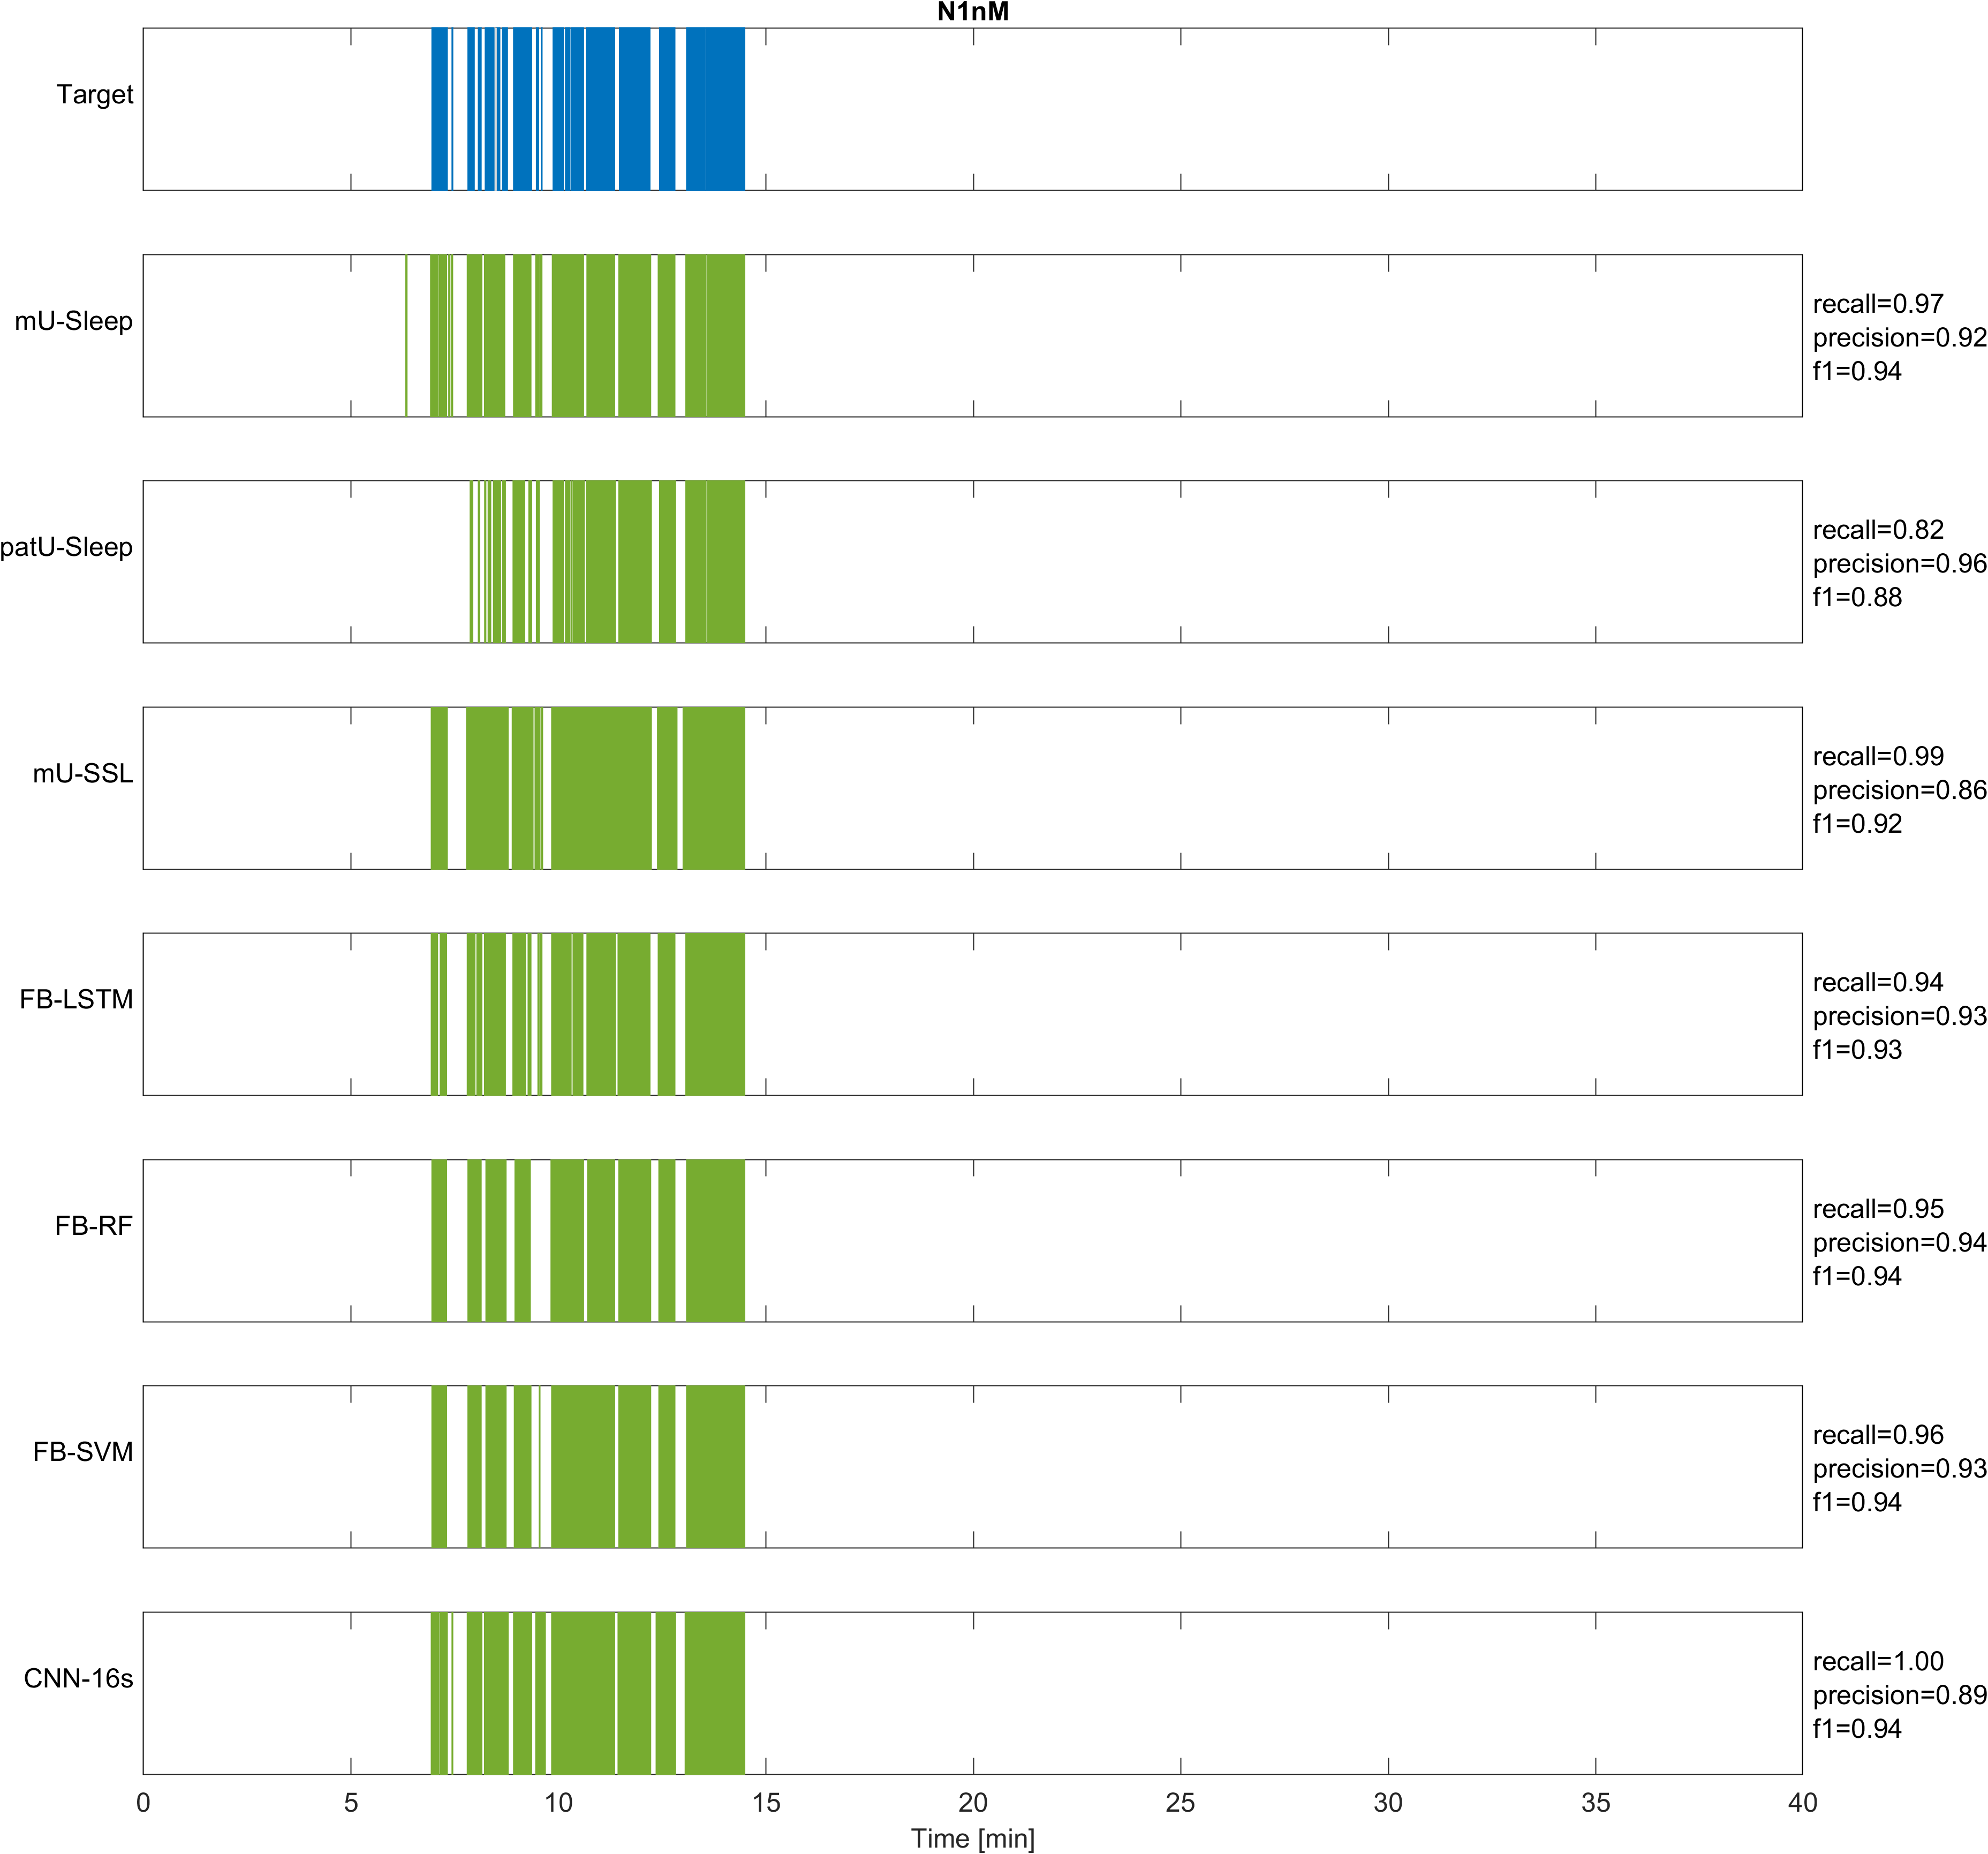 N1nM
Target
mU-Sleep
recall=0.97
precision=0.92
f1=0.94
patU-Sleep
recall=0.82
precision=0.96
f1=0.88
mU-SSL
recall=0.99
precision=0.86
f1=0.92
FB-LSTM
recall=0.94
precision=0.93
f1=0.93
FB-RF
recall=0.95
precision=0.94
f1=0.94
FB-SVM
recall=0.96
precision=0.93
f1=0.94
CNN-16s
recall=1.00
precision=0.89
f1=0.94
0 5 10 15 20 25 30 35 40
Time [min]